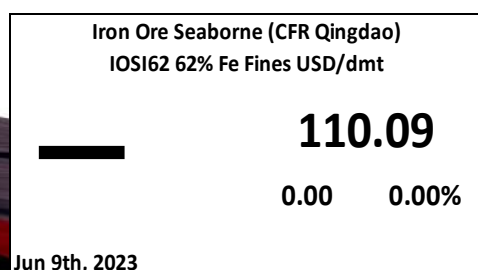 Iron Ore Seaborne (CFR Qingdao)
IOSI62 62% Fe Fines USD/dmt
110.09
0.00 0.00%
Jun 9th, 2023